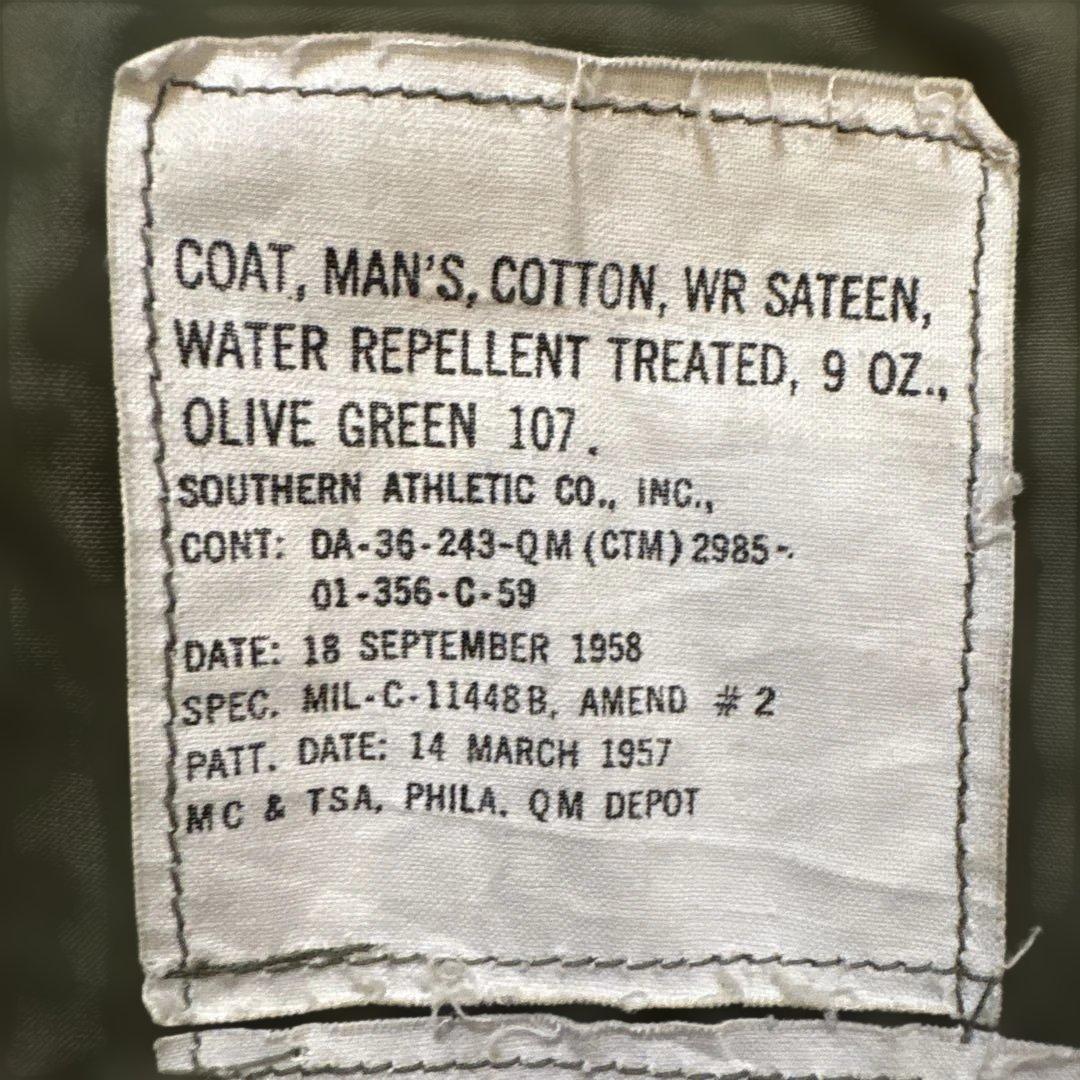 COAT, MAN'S, COTTON, WR SATEEN,
WATER REPELLENT TREATED, 9 OZ.,
OLIVE GREEN 107.
SOUTHERN ATHLETIC CO., INC.,
CONT: DA-36-243-QM (CTM) 2985-
01-356-C-59
DATE: 18 SEPTEMBER 1958
SPEC. MIL-C-11448B, AMEND # 2
PATT. DATE: 14 MARCH 1957
MC & TSA, PHILA. QM DEPOT